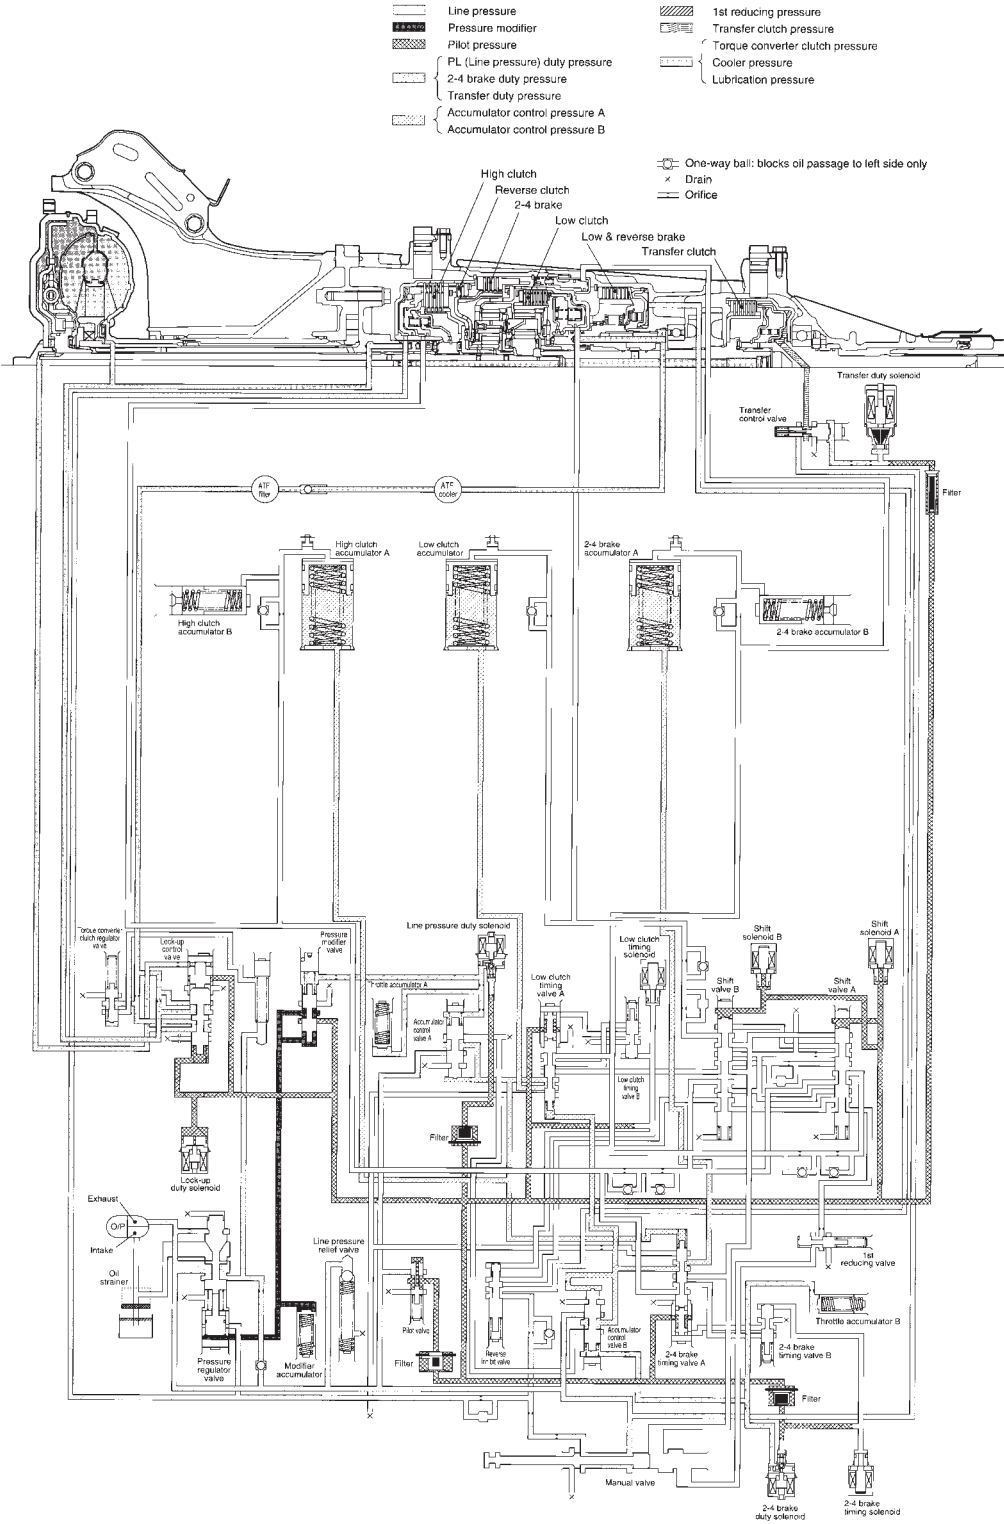 Line pressure
Pressure modifier
Pilot pressure
PL (Line pressure) duty pressure
2-4 brake duty pressure
Transfer duty pressure
Accumulator control pressure A
Accumulator control pressure B
1st reducing pressure
Transfer clutch pressure
Torque converter clutch pressure
Cooler pressure
Lubrication pressure
One-way ball: blocks oil passage to left side only
Drain
Orifice
High clutch
Reverse clutch
2-4 brake
Low clutch
Low & reverse brake
Transfer clutch
Transfer duty solenoid
Transfer
control valve
ATF
filter
ATF
cooler
Filter
High clutch
accumulator A
Low clutch
accumulator
2-4 brake
accumulator A
High clutch
accumulator B
2-4 brake accumulator B
Torque converter
clutch regulator
valve
Lock-up
control
valve
Pressure
modifier
valve
Line pressure duty solenoid
Throttle accumulator A
Accumulator
control
valve A
Low clutch
timing
valve A
Low clutch
timing
solenoid
Low clutch
timing
valve B
Shift
solenoid B
Shift
solenoid A
Shift
valve B
Shift
valve A
Filter
Lock-up
duty solenoid
Exhaust
O/P
Intake
Oil
strainer
Line pressure
relief valve
1st
reducing valve
Pilot valve
Throttle accumulator B
Accumulator
control
valve B
2-4 brake
timing valve A
2-4 brake
timing valve B
Pressure
regulator
valve
Modifier
accumulator
Filter
Reverse
inhibit valve
Filter
Manual valve
2-4 brake
duty solenoid
2-4 brake
timing solenoid